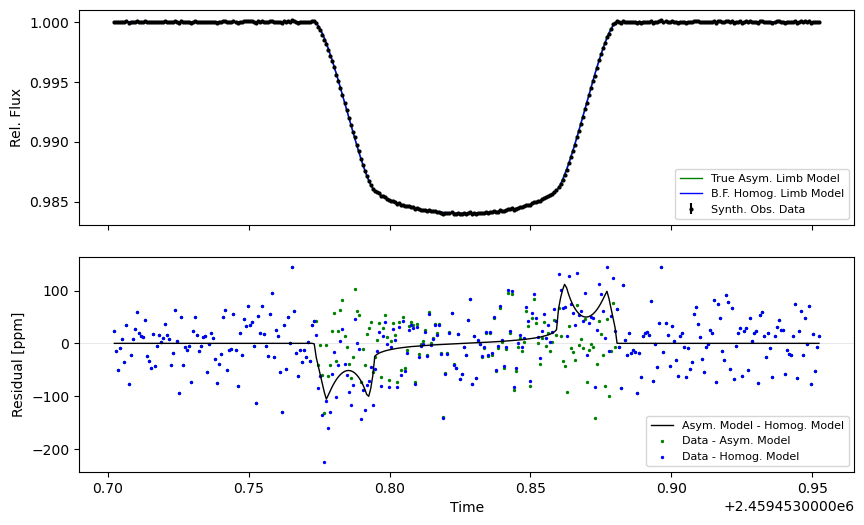 1.000
0.995
0.990
0.985
Rel. Flux
True Asym. Limb Model
B.F. Homog. Limb Model
Synth. Obs. Data
100
0
−100
−200
Residual [ppm]
Asym. Model - Homog. Model
Data - Asym. Model
Data - Homog. Model
0.70 0.75 0.80 0.85 0.90 0.95
Time
+2.4594530000e6